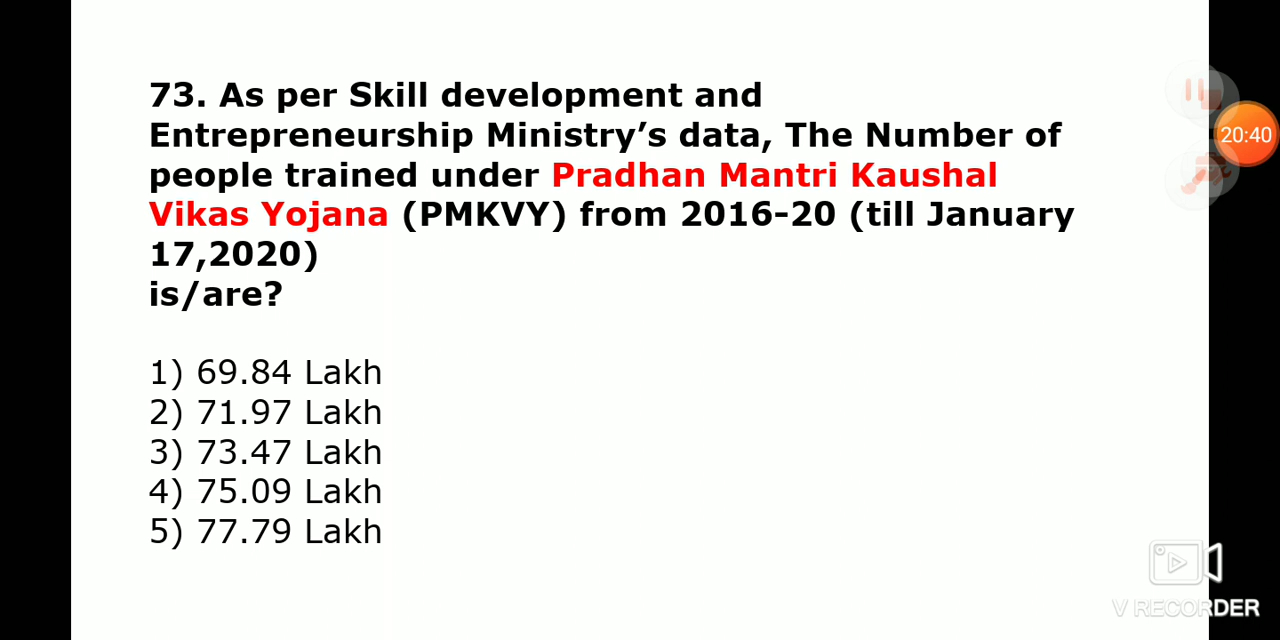 73. As per Skill development and
Entrepreneurship Ministry’s data, The Number of
people trained under Pradhan Mantri Kaushal
Vikas Yojana (PMKVY) from 2016-20 (till January
17,2020)
is/are?
1) 69.84 Lakh
2) 71.97 Lakh
3) 73.47 Lakh
4) 75.09 Lakh
5) 77.79 Lakh
20:40
V RECORDER